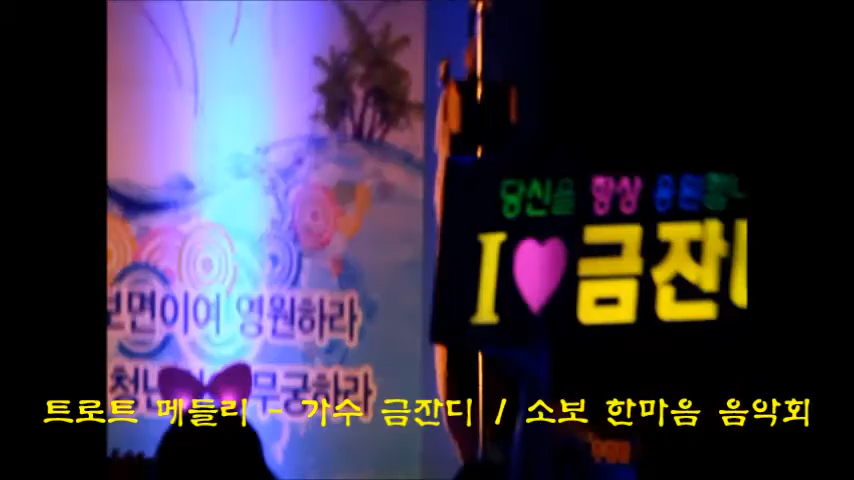 당신을 항상 응원합니
I ♥ 금잔디
보면이여 영원하라
무궁하라
트로트 메들리 - 가수 금잔디 / 소보 한마음 음악회